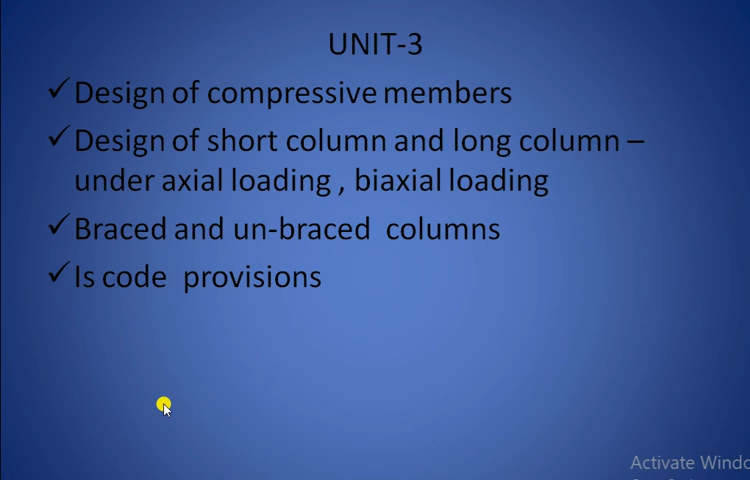 UNIT-3
✓Design of compressive members
✓Design of short column and long column –
under axial loading , biaxial loading
✓Braced and un-braced columns
✓Is code provisions
Activate Windo